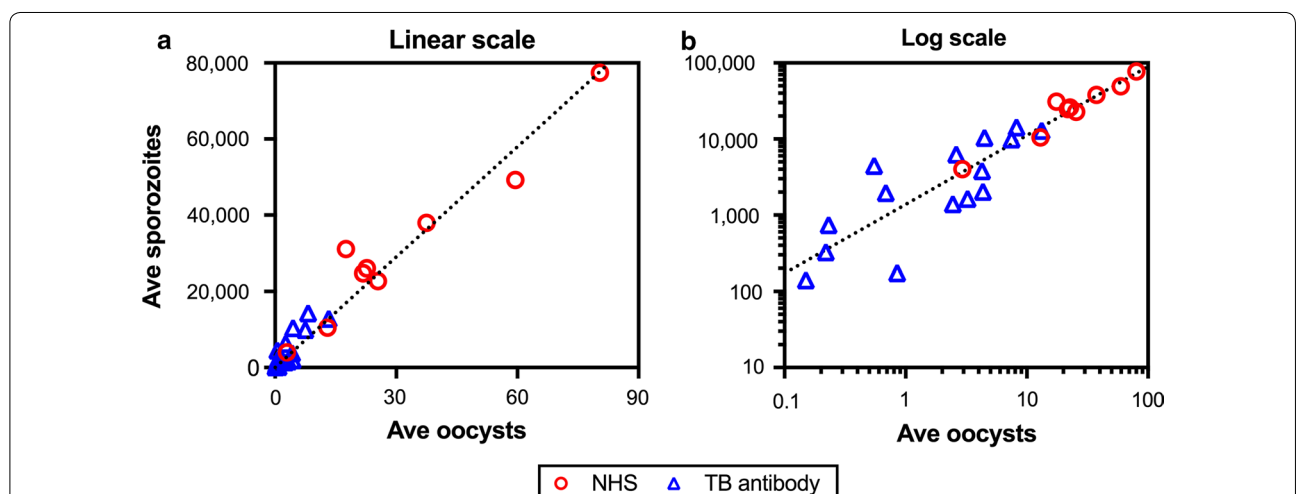 a Linear scale
Ave sporozoites
80,000
60,000
40,000
20,000
0
0 30 60 90
Ave oocysts
b Log scale
100,000
10,000
1,000
100
10
0.1 1 10 100
Ave oocysts
NHS TB antibody